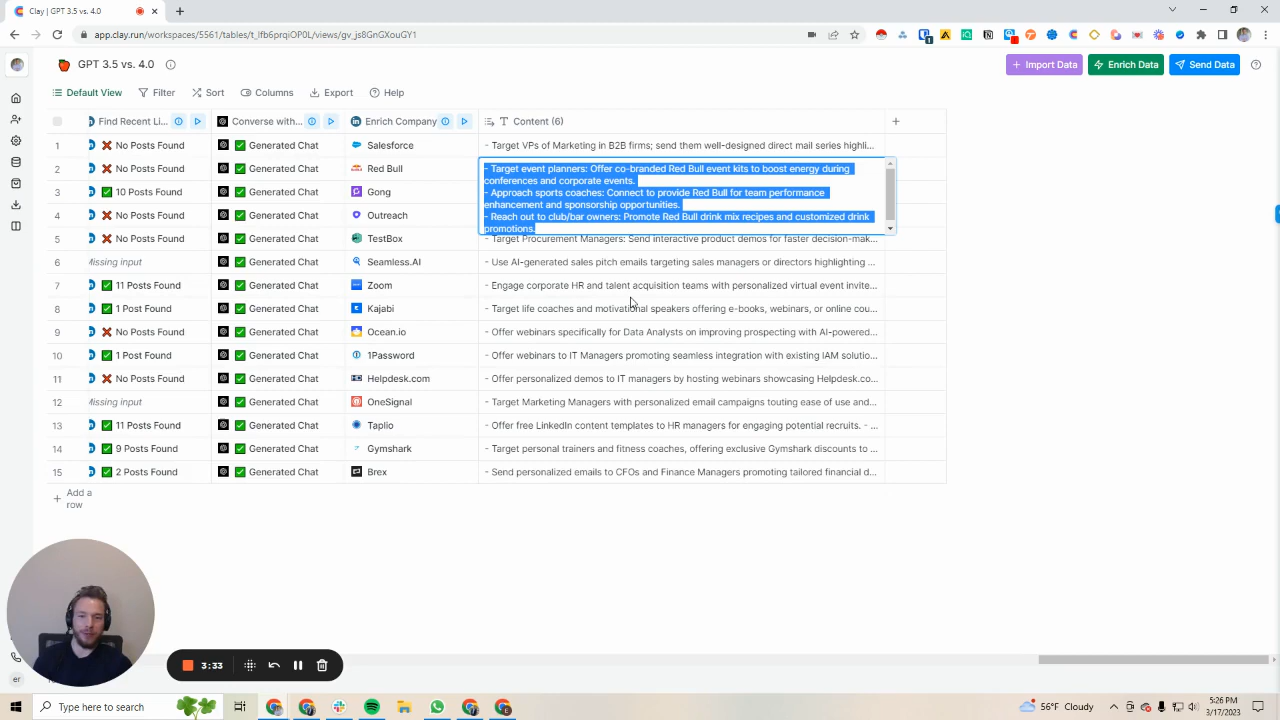 Clay | GPT 3.5 vs. 4.0
app.clay.run/workspaces/5561/tables/t_lfb6prqiOP0L/views/gv_js8GnGXouGY1
GPT 3.5 vs. 4.0
Import Data
Enrich Data
Send Data
Default View
Filter
Sort
Columns
Export
Help
Find Recent Li...
Converse with...
Enrich Company
Content (6)
1 No Posts Found Generated Chat Salesforce - Target VPs of Marketing in B2B firms; send them well-designed direct mail series highli...
2 No Posts Found Generated Chat Red Bull
- Target event planners: Offer co-branded Red Bull event kits to boost energy during
conferences and corporate events.
- Approach sports coaches: Connect to provide Red Bull for team performance
enhancement and sponsorship opportunities.
- Reach out to club/bar owners: Promote Red Bull drink mix recipes and customized drink
promotions.
3 10 Posts Found Generated Chat Gong
4 No Posts Found Generated Chat Outreach
5 No Posts Found Generated Chat TestBox - Target Procurement Managers: Send interactive product demos for faster decision-mak...
6 Missing input Generated Chat Seamless.AI - Use AI-generated sales pitch emails targeting sales managers or directors highlighting ...
7 11 Posts Found Generated Chat Zoom - Engage corporate HR and talent acquisition teams with personalized virtual event invite...
8 1 Post Found Generated Chat Kajabi - Target life coaches and motivational speakers offering e-books, webinars, or online cou...
9 No Posts Found Generated Chat Ocean.io - Offer webinars specifically for Data Analysts on improving prospecting with AI-powered...
10 1 Post Found Generated Chat 1Password - Offer webinars to IT Managers promoting seamless integration with existing IAM solutio...
11 No Posts Found Generated Chat Helpdesk.com - Offer personalized demos to IT managers by hosting webinars showcasing Helpdesk.co...
12 Missing input Generated Chat OneSignal - Target Marketing Managers with personalized email campaigns touting ease of use and...
13 11 Posts Found Generated Chat Taplio - Offer free LinkedIn content templates to HR managers for engaging potential recruits. - ...
14 9 Posts Found Generated Chat Gymshark - Target personal trainers and fitness coaches, offering exclusive Gymshark discounts to ...
15 2 Posts Found Generated Chat Brex - Send personalized emails to CFOs and Finance Managers promoting tailored financial d...
Add a
row
er
3:33
Type here to search
56°F Cloudy
5:26 PM
3/17/2023